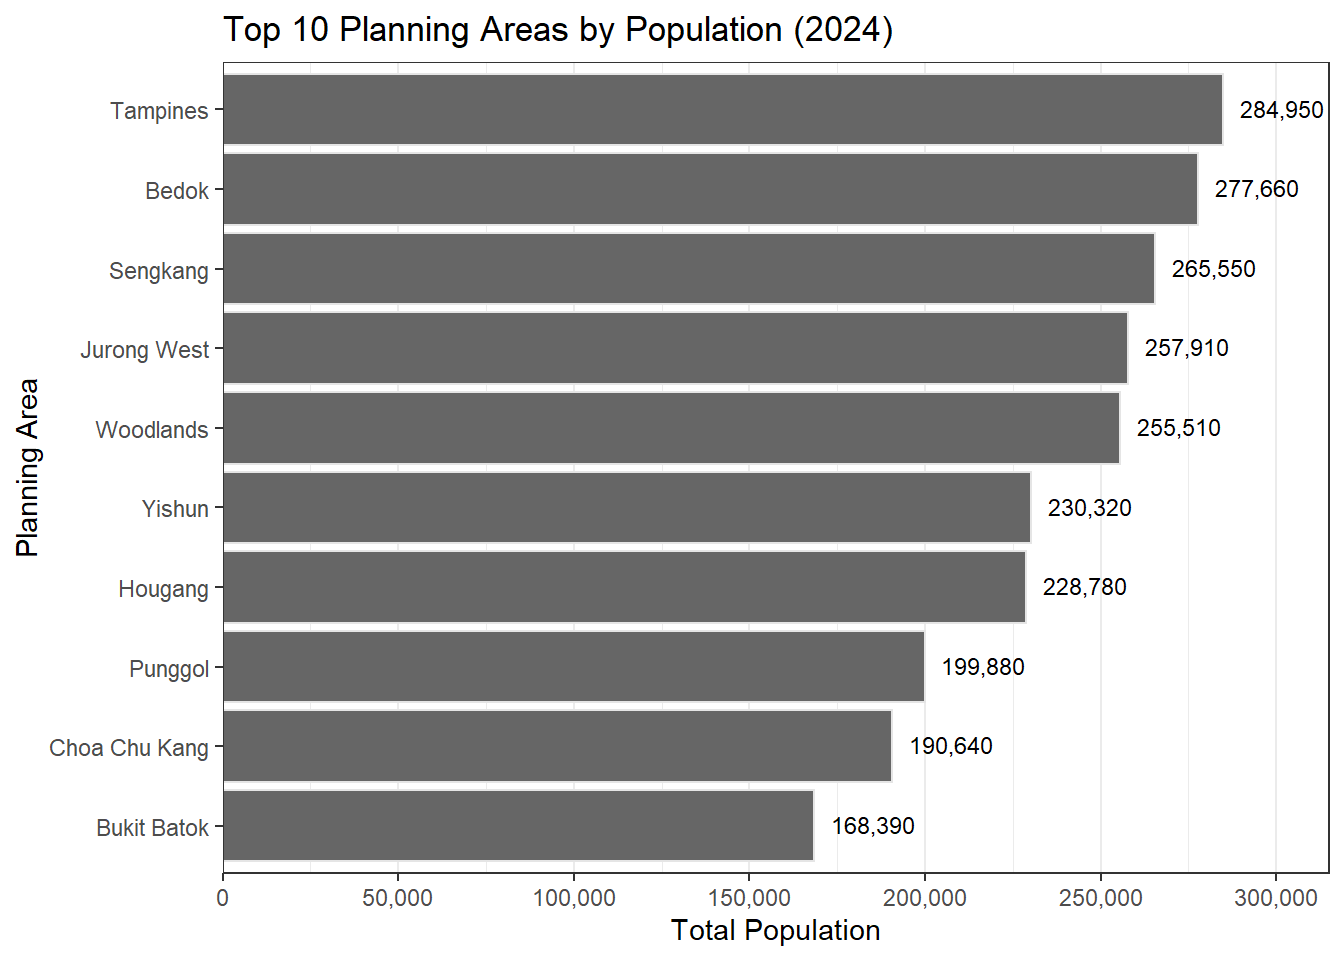 Top 10 Planning Areas by Population (2024)
Planning Area
Tampines 284,950
Bedok 277,660
Sengkang 265,550
Jurong West 257,910
Woodlands 255,510
Yishun 230,320
Hougang 228,780
Punggol 199,880
Choa Chu Kang 190,640
Bukit Batok 168,390
0 50,000 100,000 150,000 200,000 250,000 300,000
Total Population